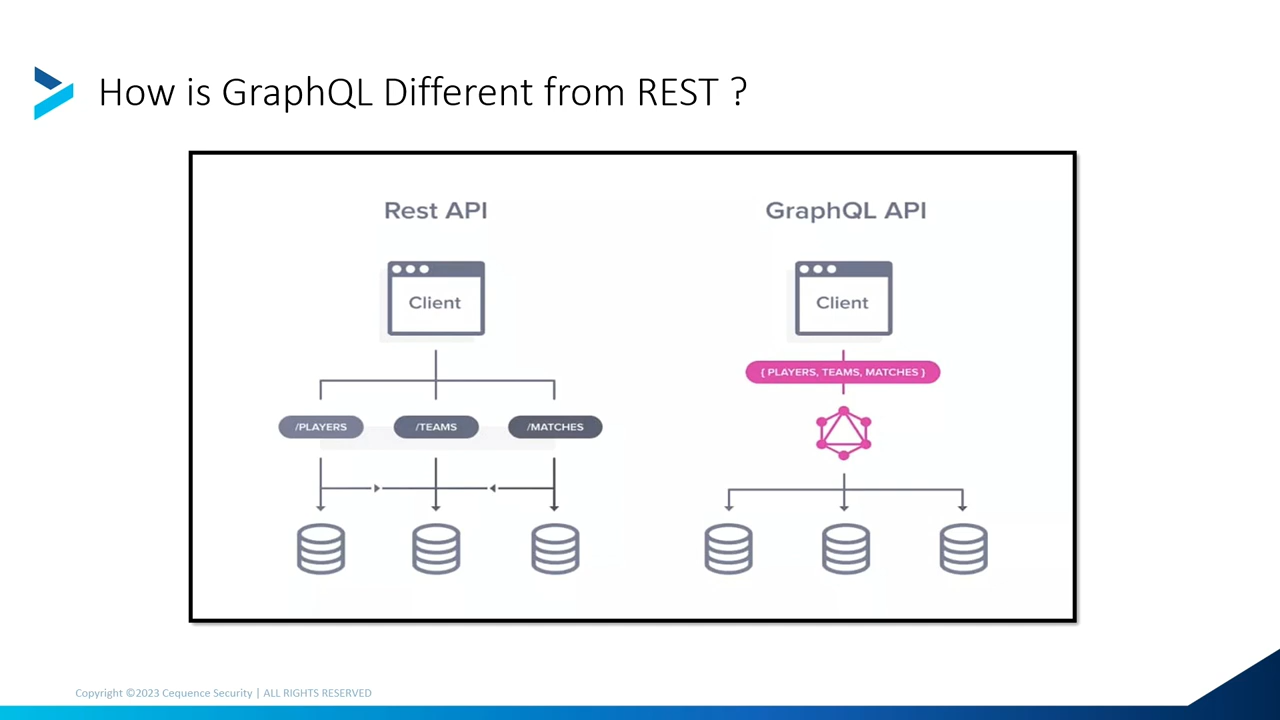 How is GraphQL Different from REST ?
Rest API
Client
/PLAYERS
/TEAMS
/MATCHES
GraphQL API
Client
{ PLAYERS, TEAMS, MATCHES }
Copyright ©2023 Cequence Security | ALL RIGHTS RESERVED